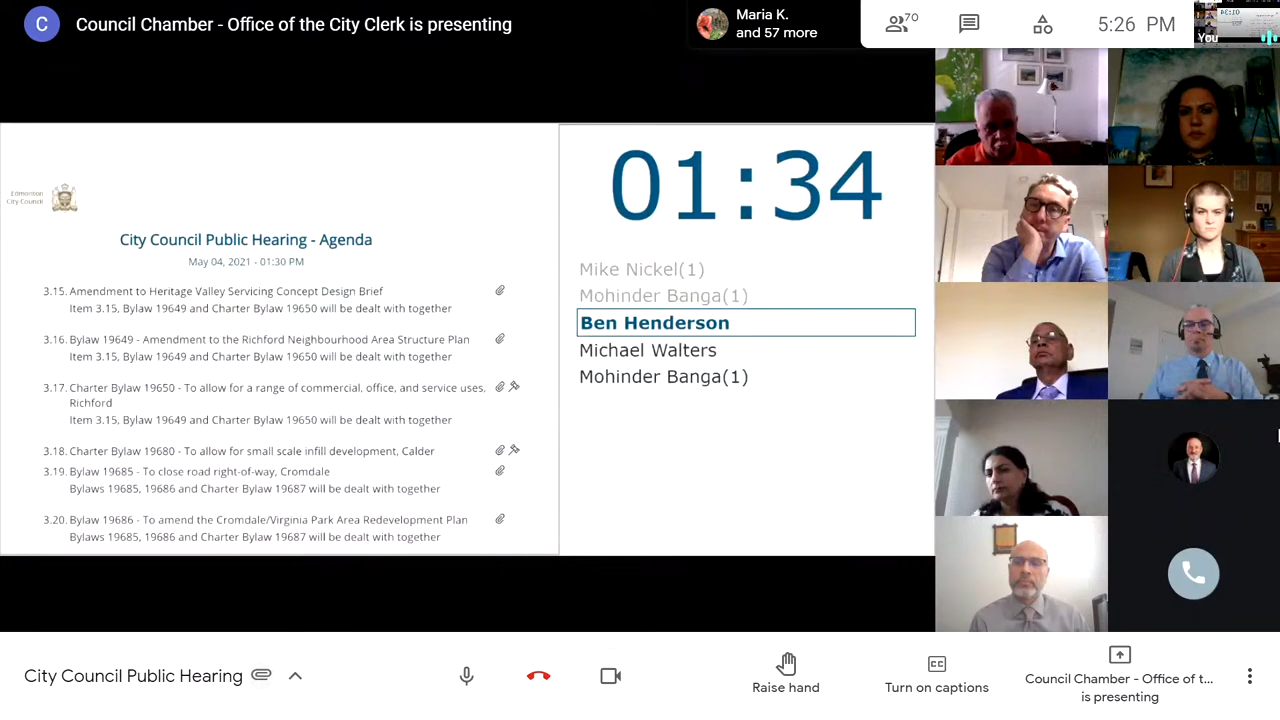 C
Council Chamber - Office of the City Clerk is presenting
Maria K.
and 57 more
70
5:26 PM
You
Edmonton
City Council
City Council Public Hearing - Agenda
May 04, 2021 - 01:30 PM
3.15. Amendment to Heritage Valley Servicing Concept Design Brief
Item 3.15, Bylaw 19649 and Charter Bylaw 19650 will be dealt with together
3.16. Bylaw 19649 - Amendment to the Richford Neighbourhood Area Structure Plan
Item 3.15, Bylaw 19649 and Charter Bylaw 19650 will be dealt with together
3.17. Charter Bylaw 19650 - To allow for a range of commercial, office, and service uses,
Richford
Item 3.15, Bylaw 19649 and Charter Bylaw 19650 will be dealt with together
3.18. Charter Bylaw 19680 - To allow for small scale infill development, Calder
3.19. Bylaw 19685 - To close road right-of-way, Cromdale
Bylaws 19685, 19686 and Charter Bylaw 19687 will be dealt with together
3.20. Bylaw 19686 - To amend the Cromdale/Virginia Park Area Redevelopment Plan
Bylaws 19685, 19686 and Charter Bylaw 19687 will be dealt with together
01:34
Mike Nickel(1)
Mohinder Banga(1)
Ben Henderson
Michael Walters
Mohinder Banga(1)
City Council Public Hearing
Raise hand
CC
Turn on captions
Council Chamber - Office of t...
is presenting